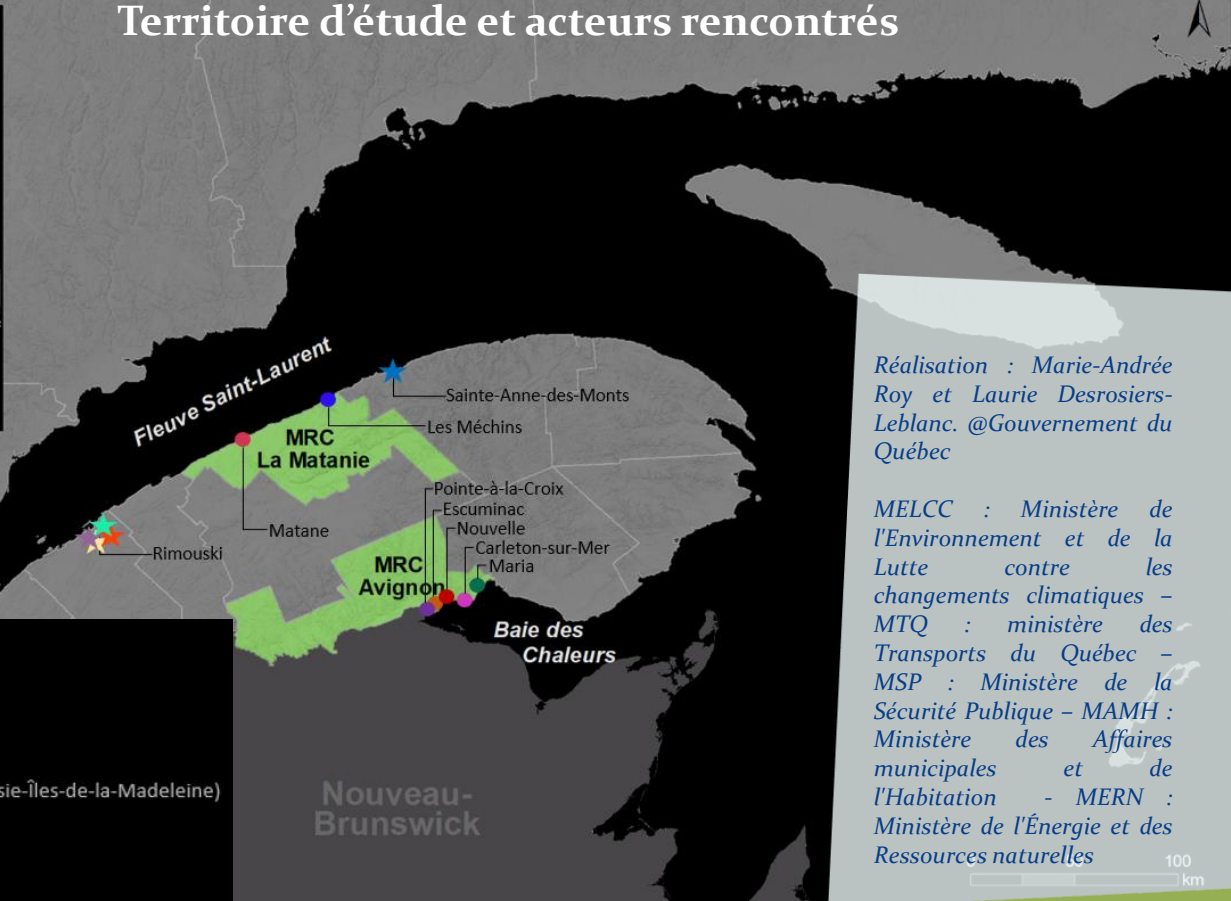 Territoire d’étude et acteurs rencontrés
Fleuve Saint-Laurent
Sainte-Anne-des-Monts
Les Méchins
MRC
La Matanie
Matane
Rimouski
Pointe-à-la-Croix
Escuminac
Nouvelle
Carleton-sur-Mer
Maria
MRC
Avignon
Baie des
Chaleurs
Nouveau-
Brunswick
sie-Îles-de-la-Madeleine)
Réalisation : Marie-Andrée
Roy et Laurie Desrosiers-
Leblanc. @Gouvernement du
Québec
MELCC : Ministère de
l'Environnement et de la
Lutte contre les
changements climatiques –
MTQ : ministère des
Transports du Québec –
MSP : Ministère de la
Sécurité Publique – MAMH :
Ministère des Affaires
municipales et de
l'Habitation - MERN :
Ministère de l'Énergie et des
Ressources naturelles
100
km